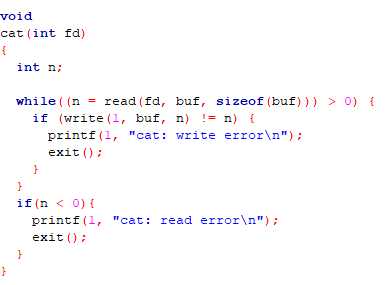 void
cat(int fd)
{
  int n;

  while((n = read(fd, buf, sizeof(buf))) > 0) {
    if (write(1, buf, n) != n) {
      printf(1, "cat: write error\n");
      exit();
    }
  }
  if(n < 0){
    printf(1, "cat: read error\n");
    exit();
  }
}